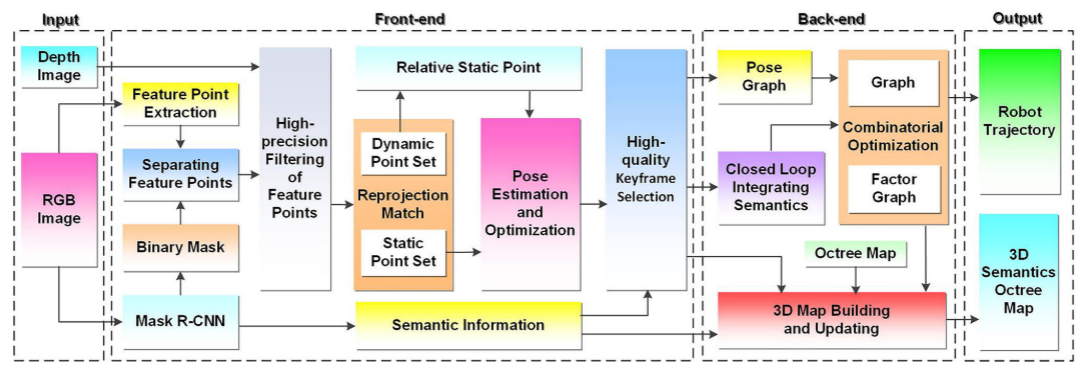 Input
Front-end
Back-end
Output
Depth
Image
RGB
Image
Feature Point
Extraction
Separating
Feature Points
Binary Mask
Mask R-CNN
High-
precision
Filtering
of
Feature
Points
Relative Static Point
Dynamic
Point Set
Reprojection
Match
Static
Point Set
Pose
Estimation
and
Optimization
Semantic Information
High-
quality
Keyframe
Selection
Pose
Graph
Closed Loop
Integrating
Semantics
Graph
Combinatorial
Optimization
Factor
Graph
Octree Map
3D Map Building
and Updating
Robot
Trajectory
3D
Semantics
Octree
Map